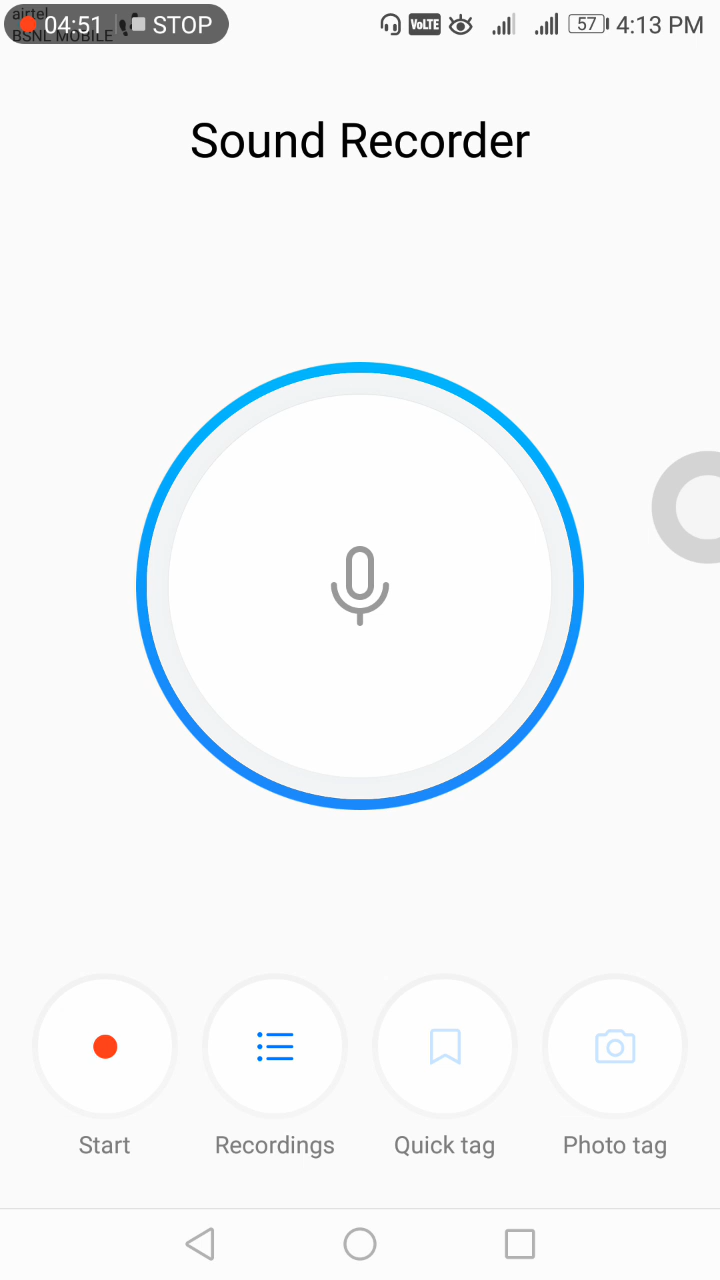 airtel
04:51 STOP
BSNL MOBILE
VoLTE 57 4:13 PM
Sound Recorder
Start Recordings Quick tag Photo tag